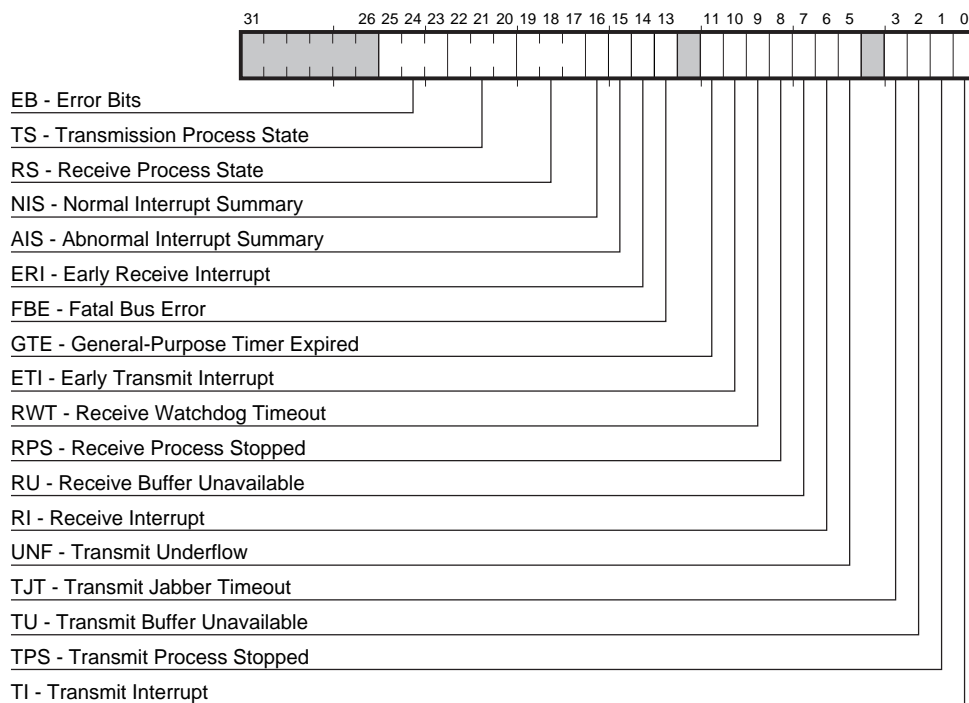 31 26 25 24 23 22 21 20 19 18 17 16 15 14 13 11 10 9 8 7 6 5 3 2 1 0
EB - Error Bits
TS - Transmission Process State
RS - Receive Process State
NIS - Normal Interrupt Summary
AIS - Abnormal Interrupt Summary
ERI - Early Receive Interrupt
FBE - Fatal Bus Error
GTE - General-Purpose Timer Expired
ETI - Early Transmit Interrupt
RWT - Receive Watchdog Timeout
RPS - Receive Process Stopped
RU - Receive Buffer Unavailable
RI - Receive Interrupt
UNF - Transmit Underflow
TJT - Transmit Jabber Timeout
TU - Transmit Buffer Unavailable
TPS - Transmit Process Stopped
TI - Transmit Interrupt